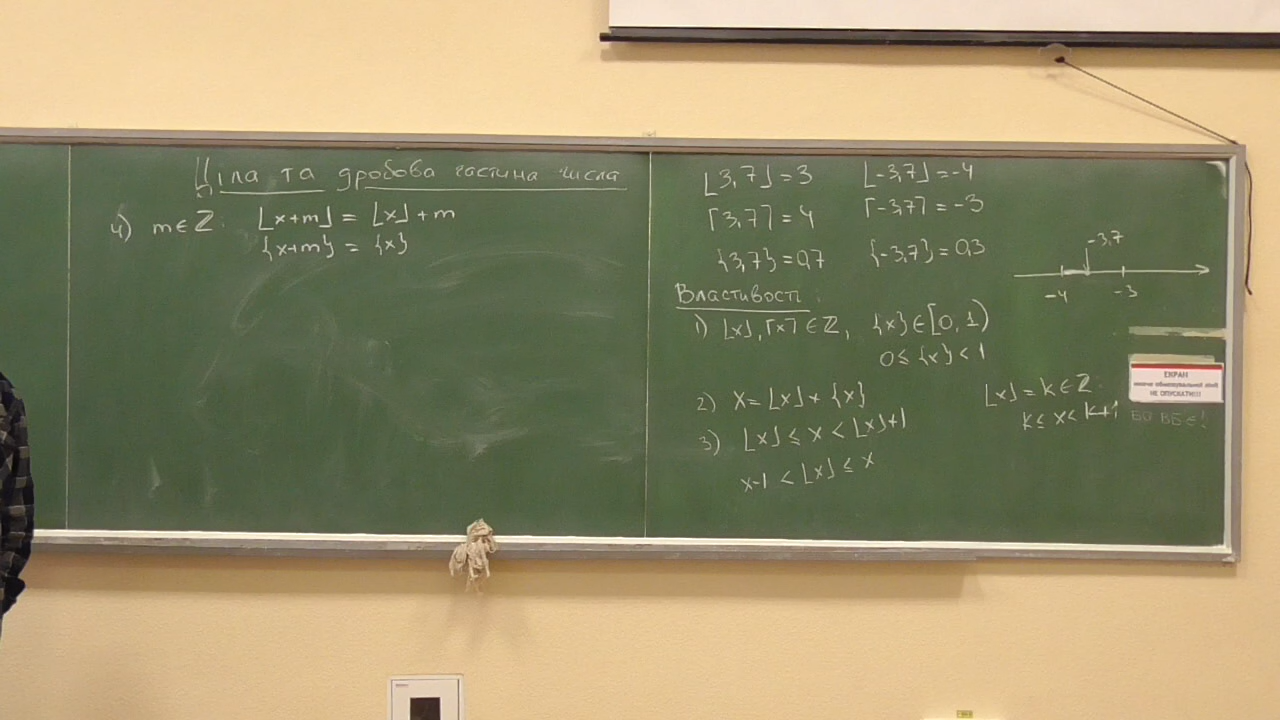 Ціла та дробова частина числа
4) m∈ℤ: ⌊x+m⌋ = ⌊x⌋+m
{x+m} = {x}
⌊3,7⌋=3 ⌊-3,7⌋=-4
⌈3,7⌉=4 ⌈-3,7⌉=-3
{3,7}=0,7 {-3,7}=0,3
-3,7
-4 -3
Властивості:
1) ⌊x⌋,⌈x⌉∈ℤ, {x}∈[0,1)
0≤{x}<1
2) x=⌊x⌋+{x}
3) ⌊x⌋≤x<⌊x⌋+1
x-1<⌊x⌋≤x
⌊x⌋=k∈ℤ
k≤x<k+1
ЕКРАН
НЕ ОПУСКАТИ!!!
БО ВБ'Є!